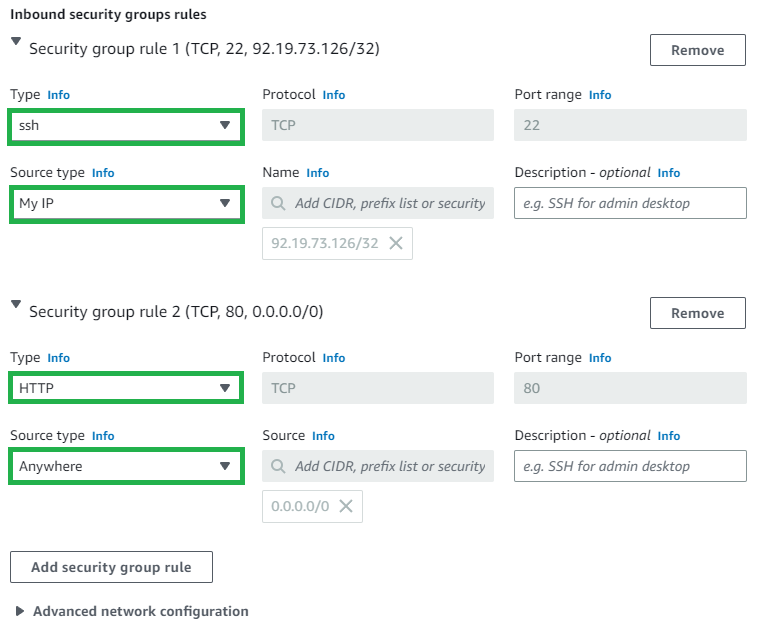 Inbound security groups rules
Security group rule 1 (TCP, 22, 92.19.73.126/32)
Remove
Type Info
Protocol Info
Port range Info
ssh
TCP
22
Source type Info
Name Info
Description - optional Info
My IP
Add CIDR, prefix list or security
e.g. SSH for admin desktop
92.19.73.126/32
Security group rule 2 (TCP, 80, 0.0.0.0/0)
Remove
Type Info
Protocol Info
Port range Info
HTTP
TCP
80
Source type Info
Source Info
Description - optional Info
Anywhere
Add CIDR, prefix list or security
e.g. SSH for admin desktop
0.0.0.0/0
Add security group rule
Advanced network configuration